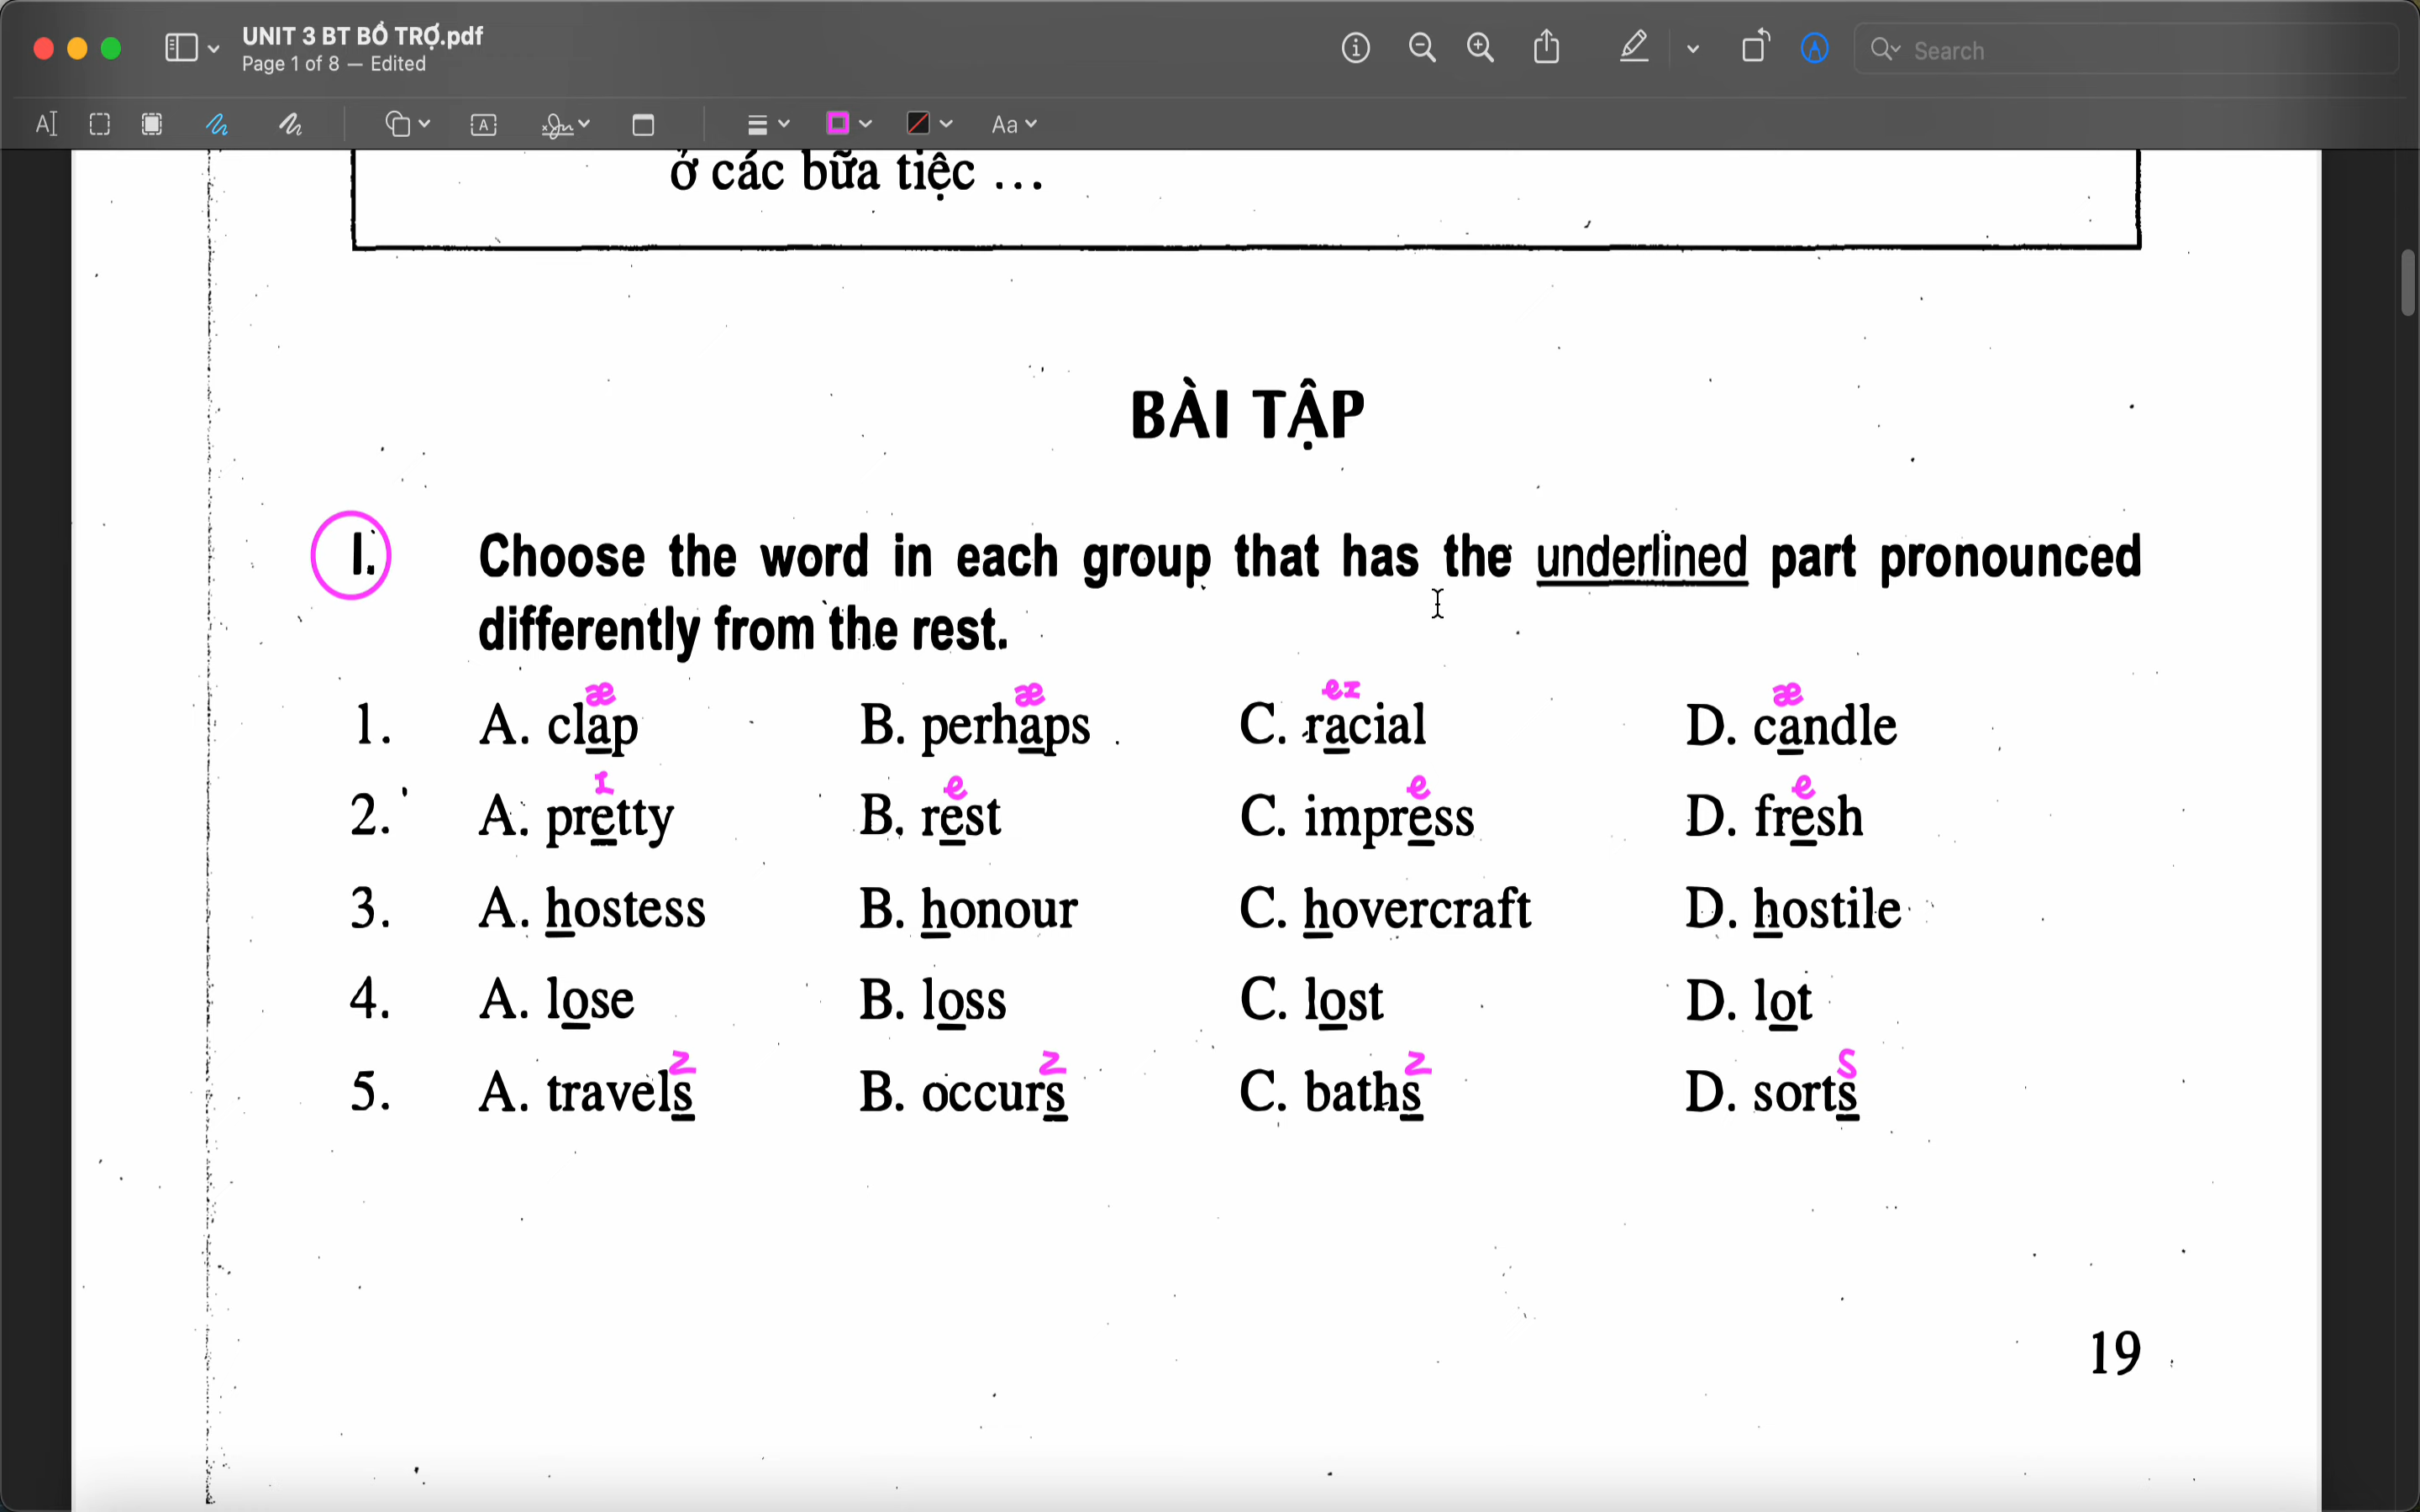 UNIT 3 BT BỔ TRỢ.pdf
Page 1 of 8 — Edited
Search
Aa
ở các bữa tiệc ...
BÀI TẬP
I. Choose the word in each group that has the underlined part pronounced
differently from the rest.
æ æ eɪ æ
1. A. clap B. perhaps C. racial D. candle
ɪ e e e
2. A. pretty B. rest C. impress D. fresh
3. A. hostess B. honour C. hovercraft D. hostile
4. A. lose B. loss C. lost D. lot
z z z s
5. A. travels B. occurs C. baths D. sorts
19